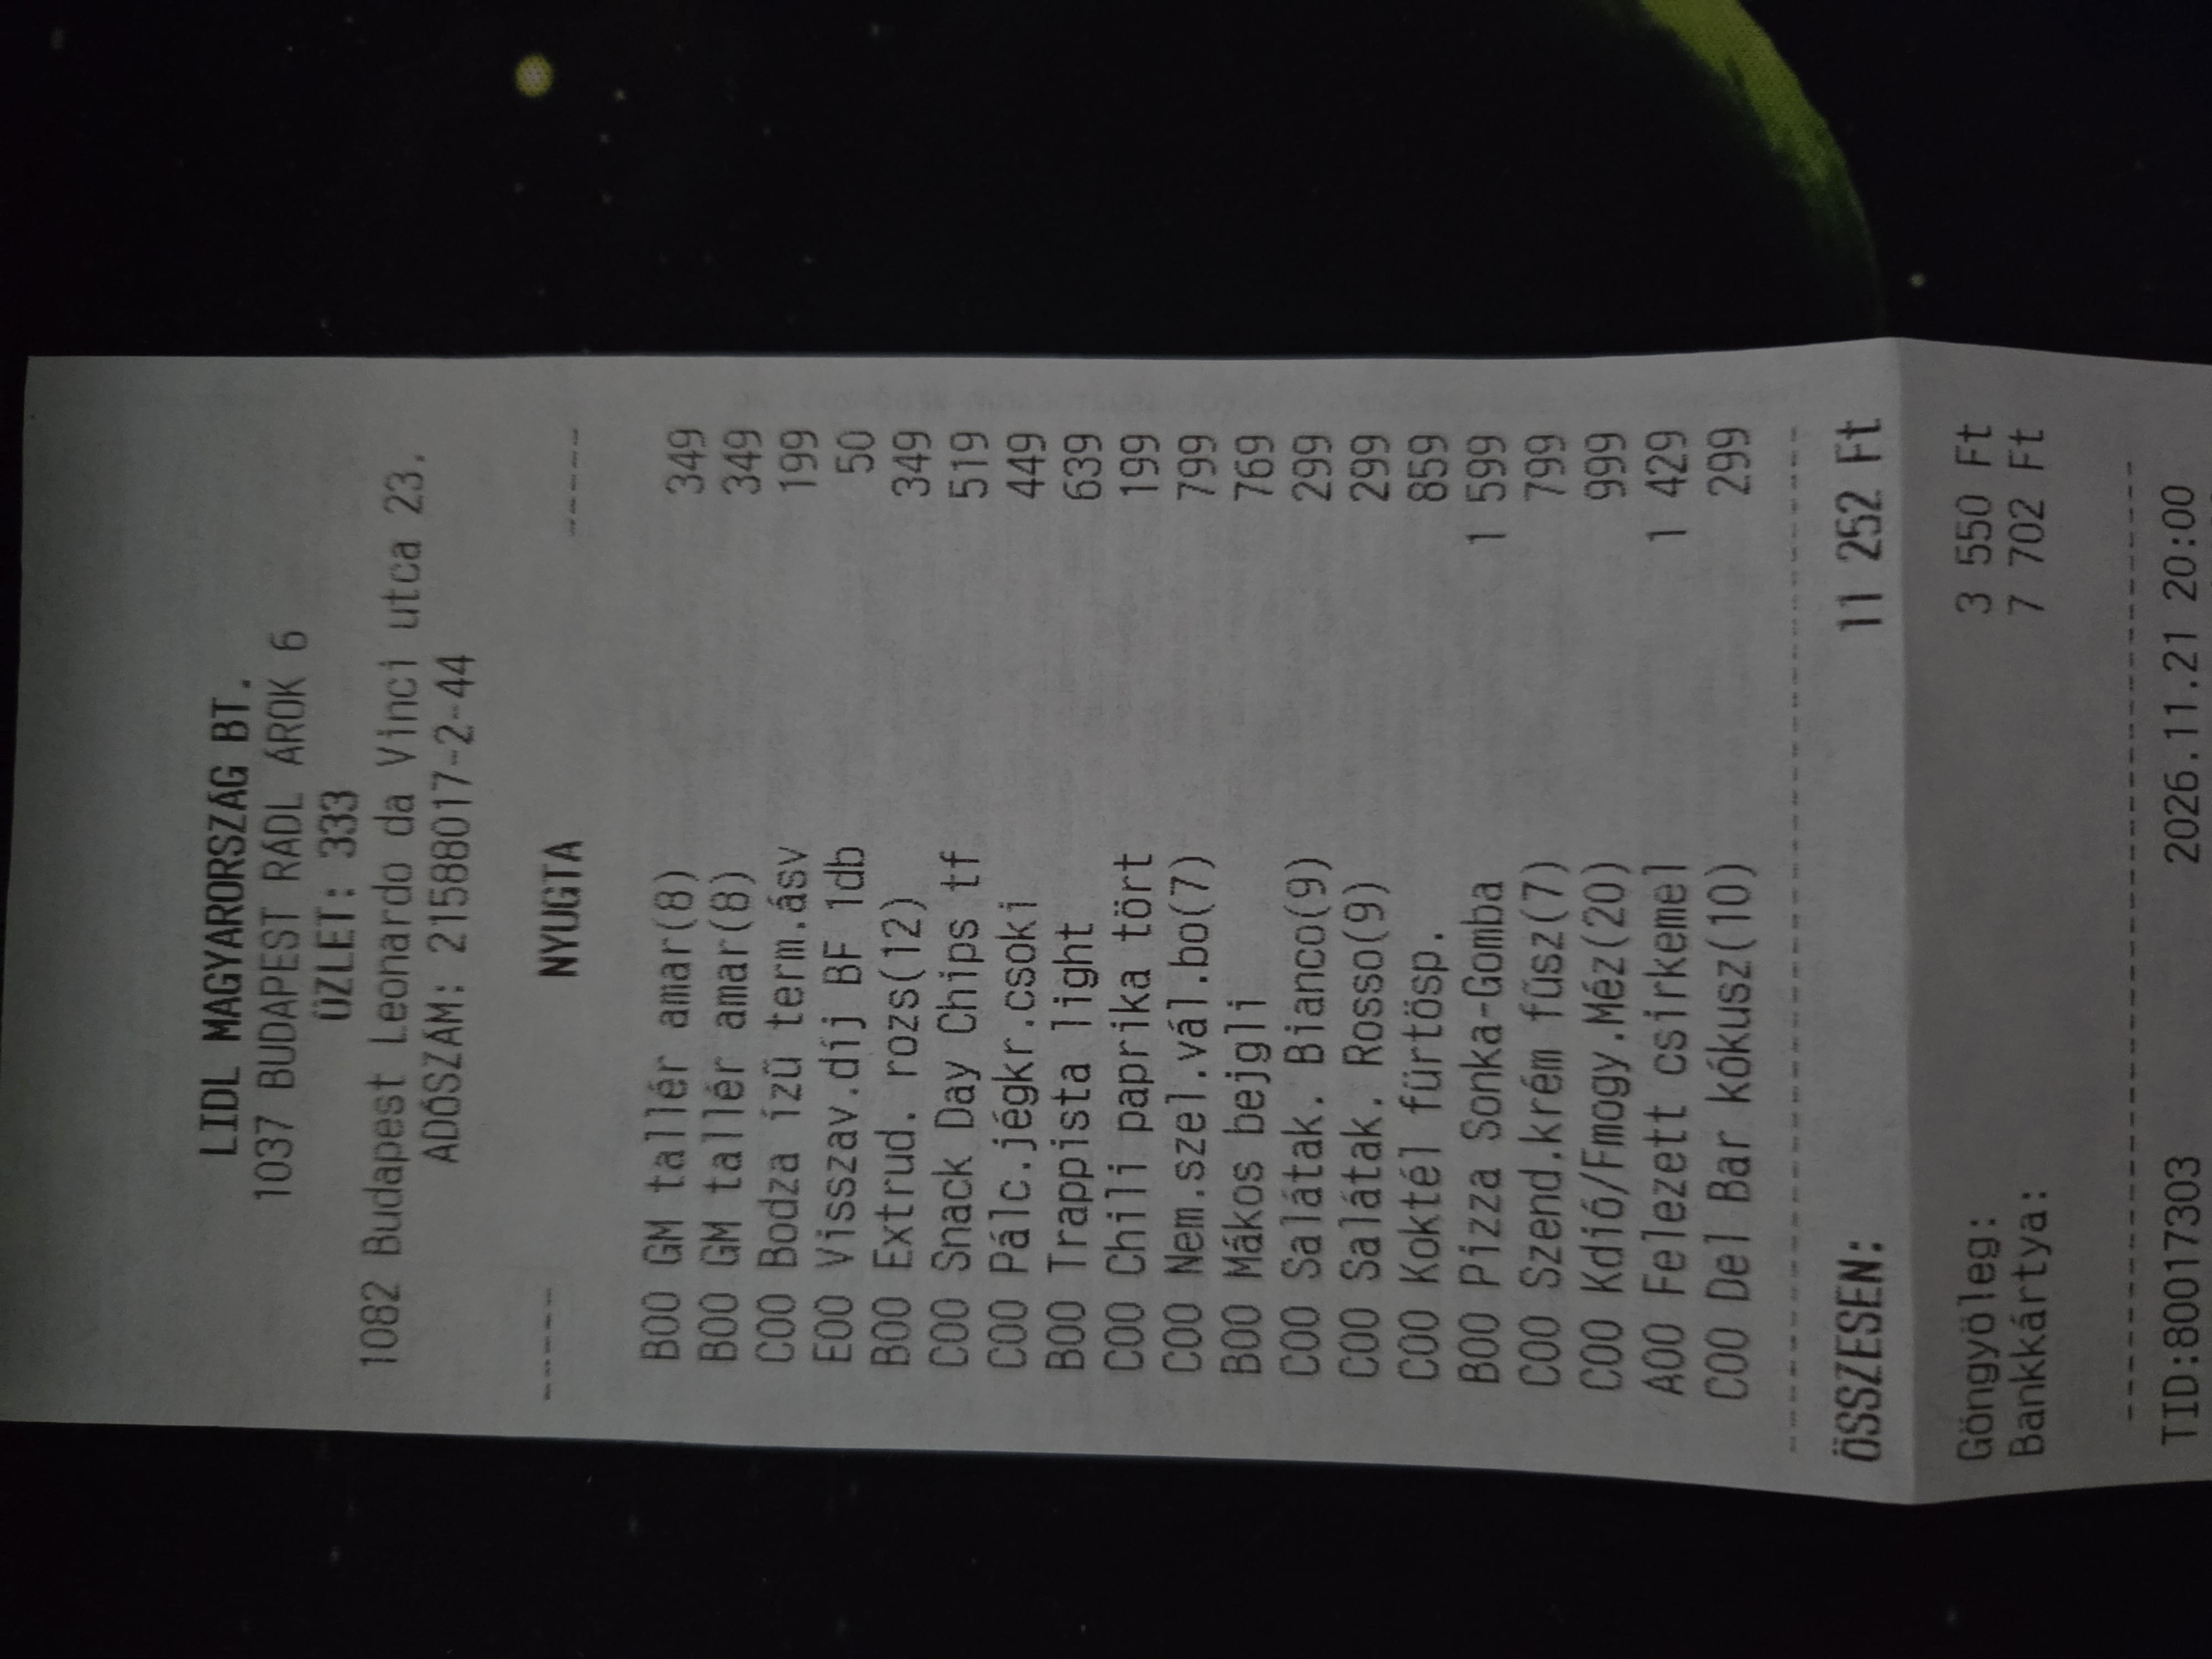 LIDL MAGYARORSZÁG BT.
1037 BUDAPEST RÁDL ÁROK 6
ÜZLET: 333
1082 Budapest Leonardo da Vinci utca 23.
ADÓSZÁM: 21588017-2-44
----- NYUGTA -----
B00 GM tallér amar(8) 349
B00 GM tallér amar(8) 349
C00 Bodza ízű term.ásv 199
E00 Visszav.díj BF 1db 50
B00 Extrud. rozs(12) 349
C00 Snack Day Chips tf 519
C00 Pálc.jégkr.csoki 449
B00 Trappista light 639
C00 Chili paprika tört 199
C00 Nem.szel.vál.bo(7) 799
B00 Mákos bejgli 769
C00 Salátak. Bianco(9) 299
C00 Salátak. Rosso(9) 299
C00 Koktél fürtösp. 859
B00 Pizza Sonka-Gomba 1 599
C00 Szend.krém fűsz(7) 799
C00 Kdió/Fmogy.Méz(20) 999
A00 Felezett csirkemel 1 429
C00 Del Bar kókusz(10) 299
ÖSSZESEN: 11 252 Ft
Göngyöleg: 3 550 Ft
Bankkártya: 7 702 Ft
TID:80017303 2026.11.21 20:00